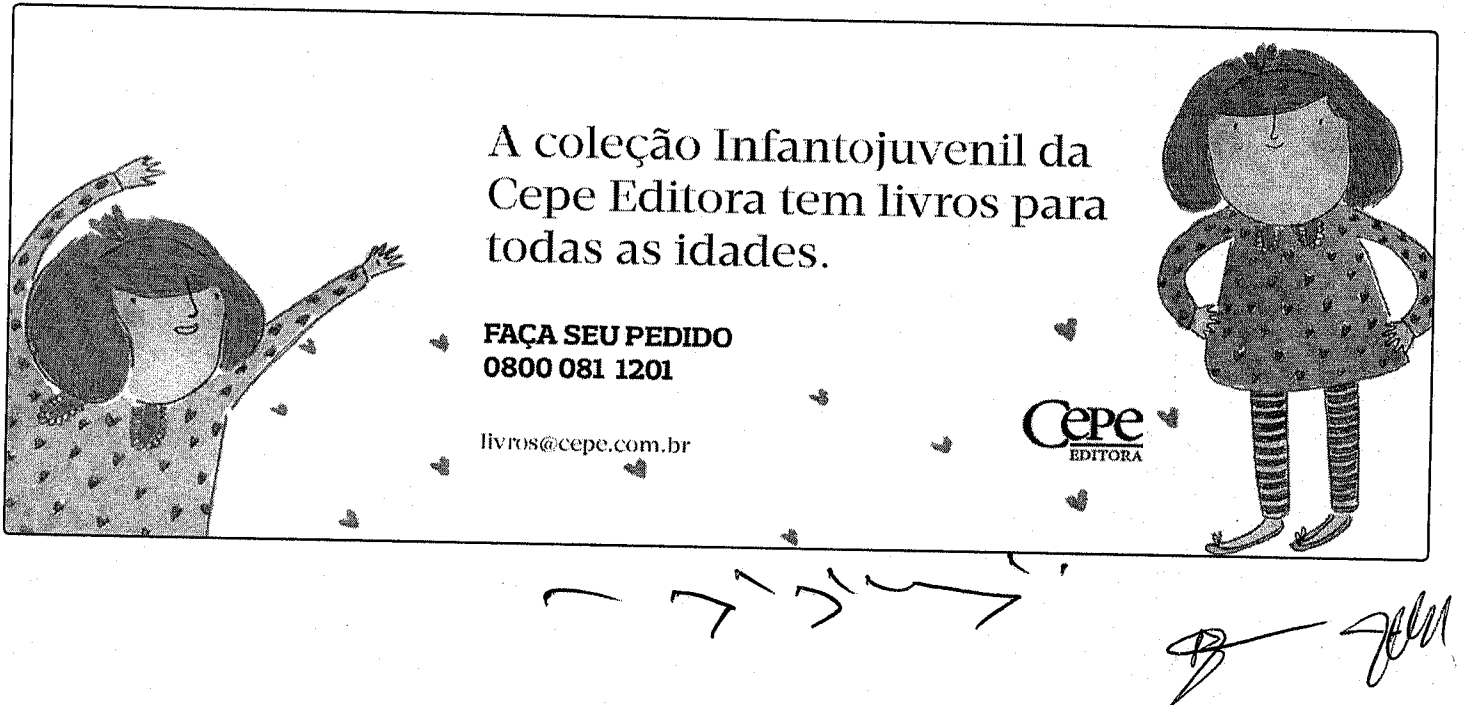 A coleção Infantojuvenil da
Cepe Editora tem livros para
todas as idades.
FAÇA SEU PEDIDO
0800 081 1201
livros@cepe.com.br
Cepe
EDITORA